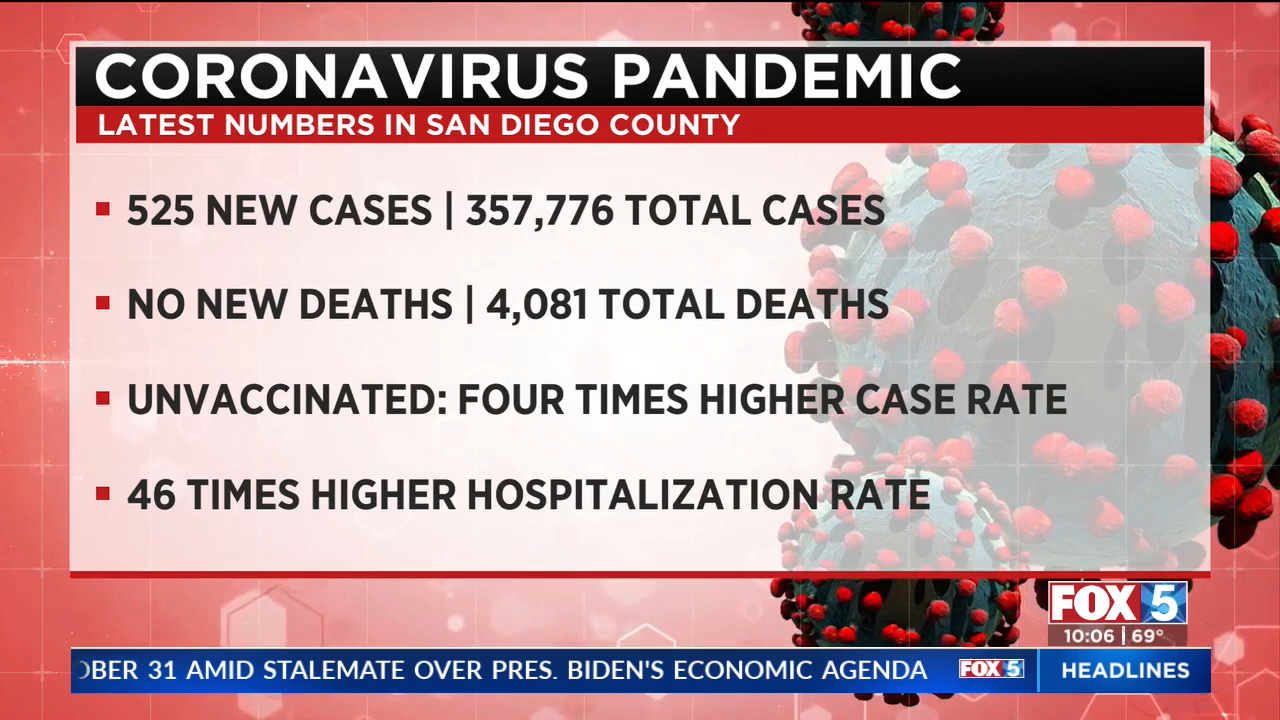 CORONAVIRUS PANDEMIC
LATEST NUMBERS IN SAN DIEGO COUNTY
525 NEW CASES | 357,776 TOTAL CASES
NO NEW DEATHS | 4,081 TOTAL DEATHS
UNVACCINATED: FOUR TIMES HIGHER CASE RATE
46 TIMES HIGHER HOSPITALIZATION RATE
FOX 5
10:06 | 69°
OBER 31 AMID STALEMATE OVER PRES. BIDEN'S ECONOMIC AGENDA FOX 5 HEADLINES